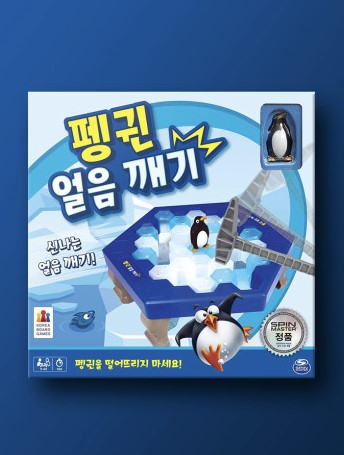 펭귄
얼음 깨기
신나는
얼음 깨기!
KOREA
BOARD
GAMES
SPIN
MASTER
정품
펭귄을 떨어뜨리지 마세요!